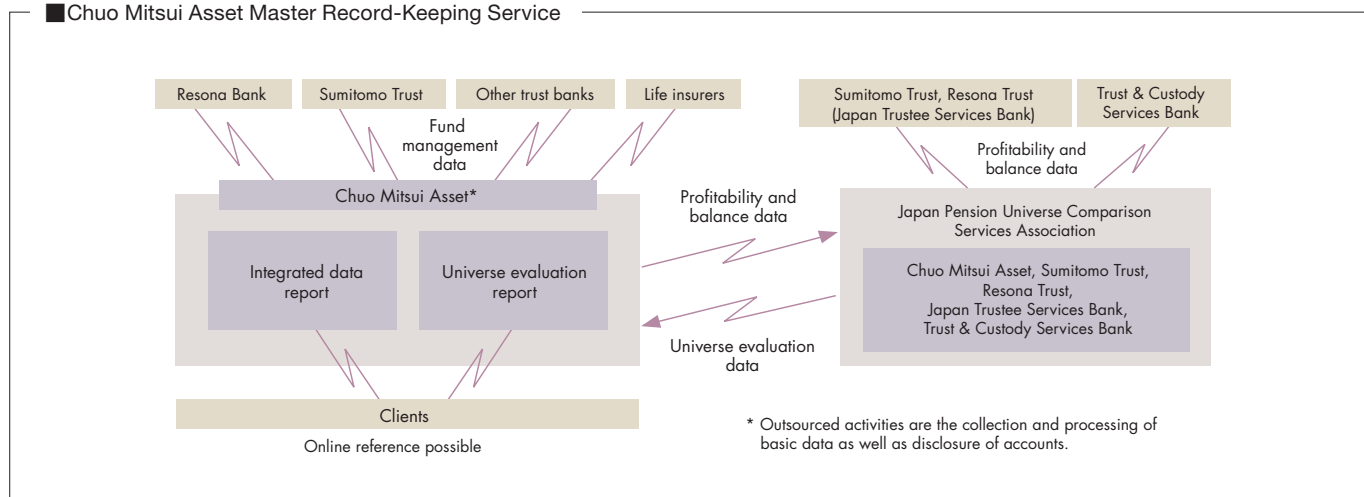 ■Chuo Mitsui Asset Master Record-Keeping Service
Resona Bank
Sumitomo Trust
Other trust banks
Life insurers
Fund
management
data
Chuo Mitsui Asset*
Integrated data
report
Universe evaluation
report
Clients
Online reference possible
Profitability and
balance data
Universe evaluation
data
Sumitomo Trust, Resona Trust
(Japan Trustee Services Bank)
Trust & Custody
Services Bank
Profitability and
balance data
Japan Pension Universe Comparison
Services Association
Chuo Mitsui Asset, Sumitomo Trust,
Resona Trust,
Japan Trustee Services Bank,
Trust & Custody Services Bank
* Outsourced activities are the collection and processing of
basic data as well as disclosure of accounts.